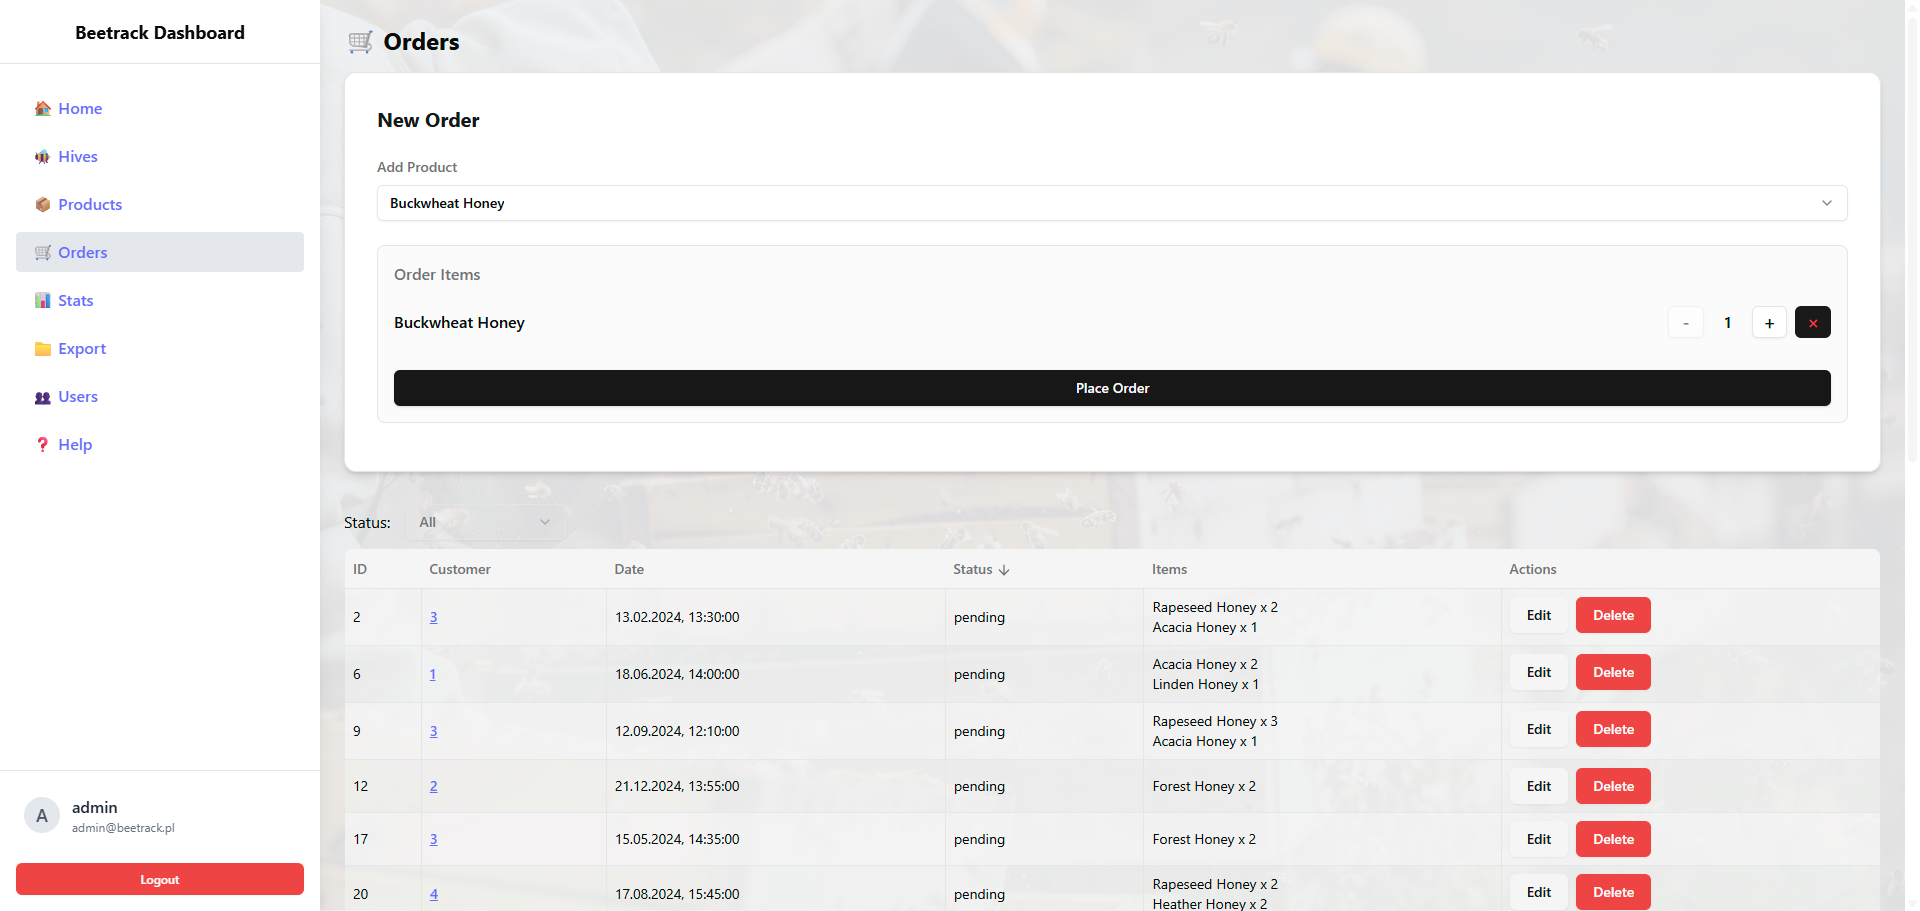 Beetrack Dashboard
Home
Hives
Products
Orders
Stats
Export
Users
Help
A
admin
admin@beetrack.pl
Logout
Orders
New Order
Add Product
Buckwheat Honey
Order Items
Buckwheat Honey
- 1 + ×
Place Order
Status: All
ID Customer Date Status ↓ Items Actions
2 3 13.02.2024, 13:30:00 pending Rapeseed Honey x 2 Edit Delete
Acacia Honey x 1
6 1 18.06.2024, 14:00:00 pending Acacia Honey x 2 Edit Delete
Linden Honey x 1
9 3 12.09.2024, 12:10:00 pending Rapeseed Honey x 3 Edit Delete
Acacia Honey x 1
12 2 21.12.2024, 13:55:00 pending Forest Honey x 2 Edit Delete
17 3 15.05.2024, 14:35:00 pending Forest Honey x 2 Edit Delete
20 4 17.08.2024, 15:45:00 pending Rapeseed Honey x 2 Edit Delete
Heather Honey x 2